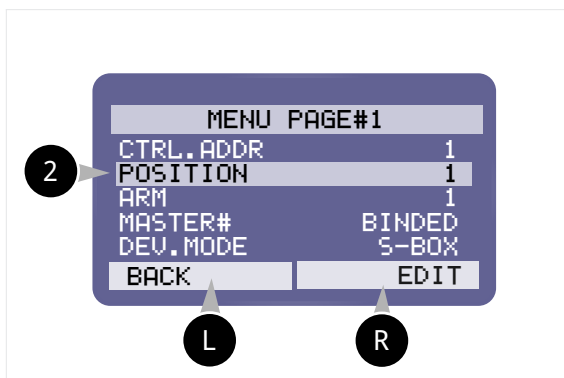 MENU PAGE#1
CTRL.ADDR 1
2
POSITION 1
ARM 1
MASTER# BINDED
DEV.MODE S-BOX
BACK EDIT
L R